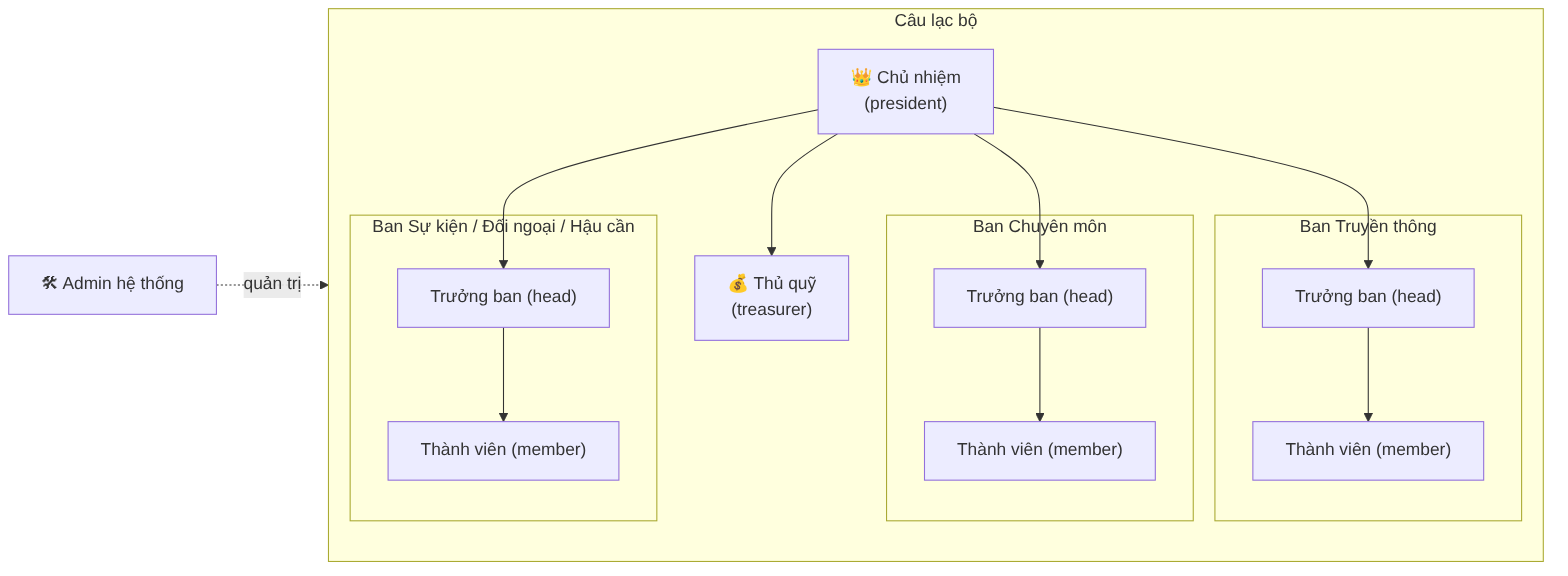 Câu lạc bộ
👑 Chủ nhiệm
(president)
Ban Sự kiện / Đối ngoại / Hậu cần
Ban Chuyên môn
Ban Truyền thông
🛠 Admin hệ thống
quản trị
Trưởng ban (head)
💰 Thủ quỹ
(treasurer)
Trưởng ban (head)
Trưởng ban (head)
Thành viên (member)
Thành viên (member)
Thành viên (member)